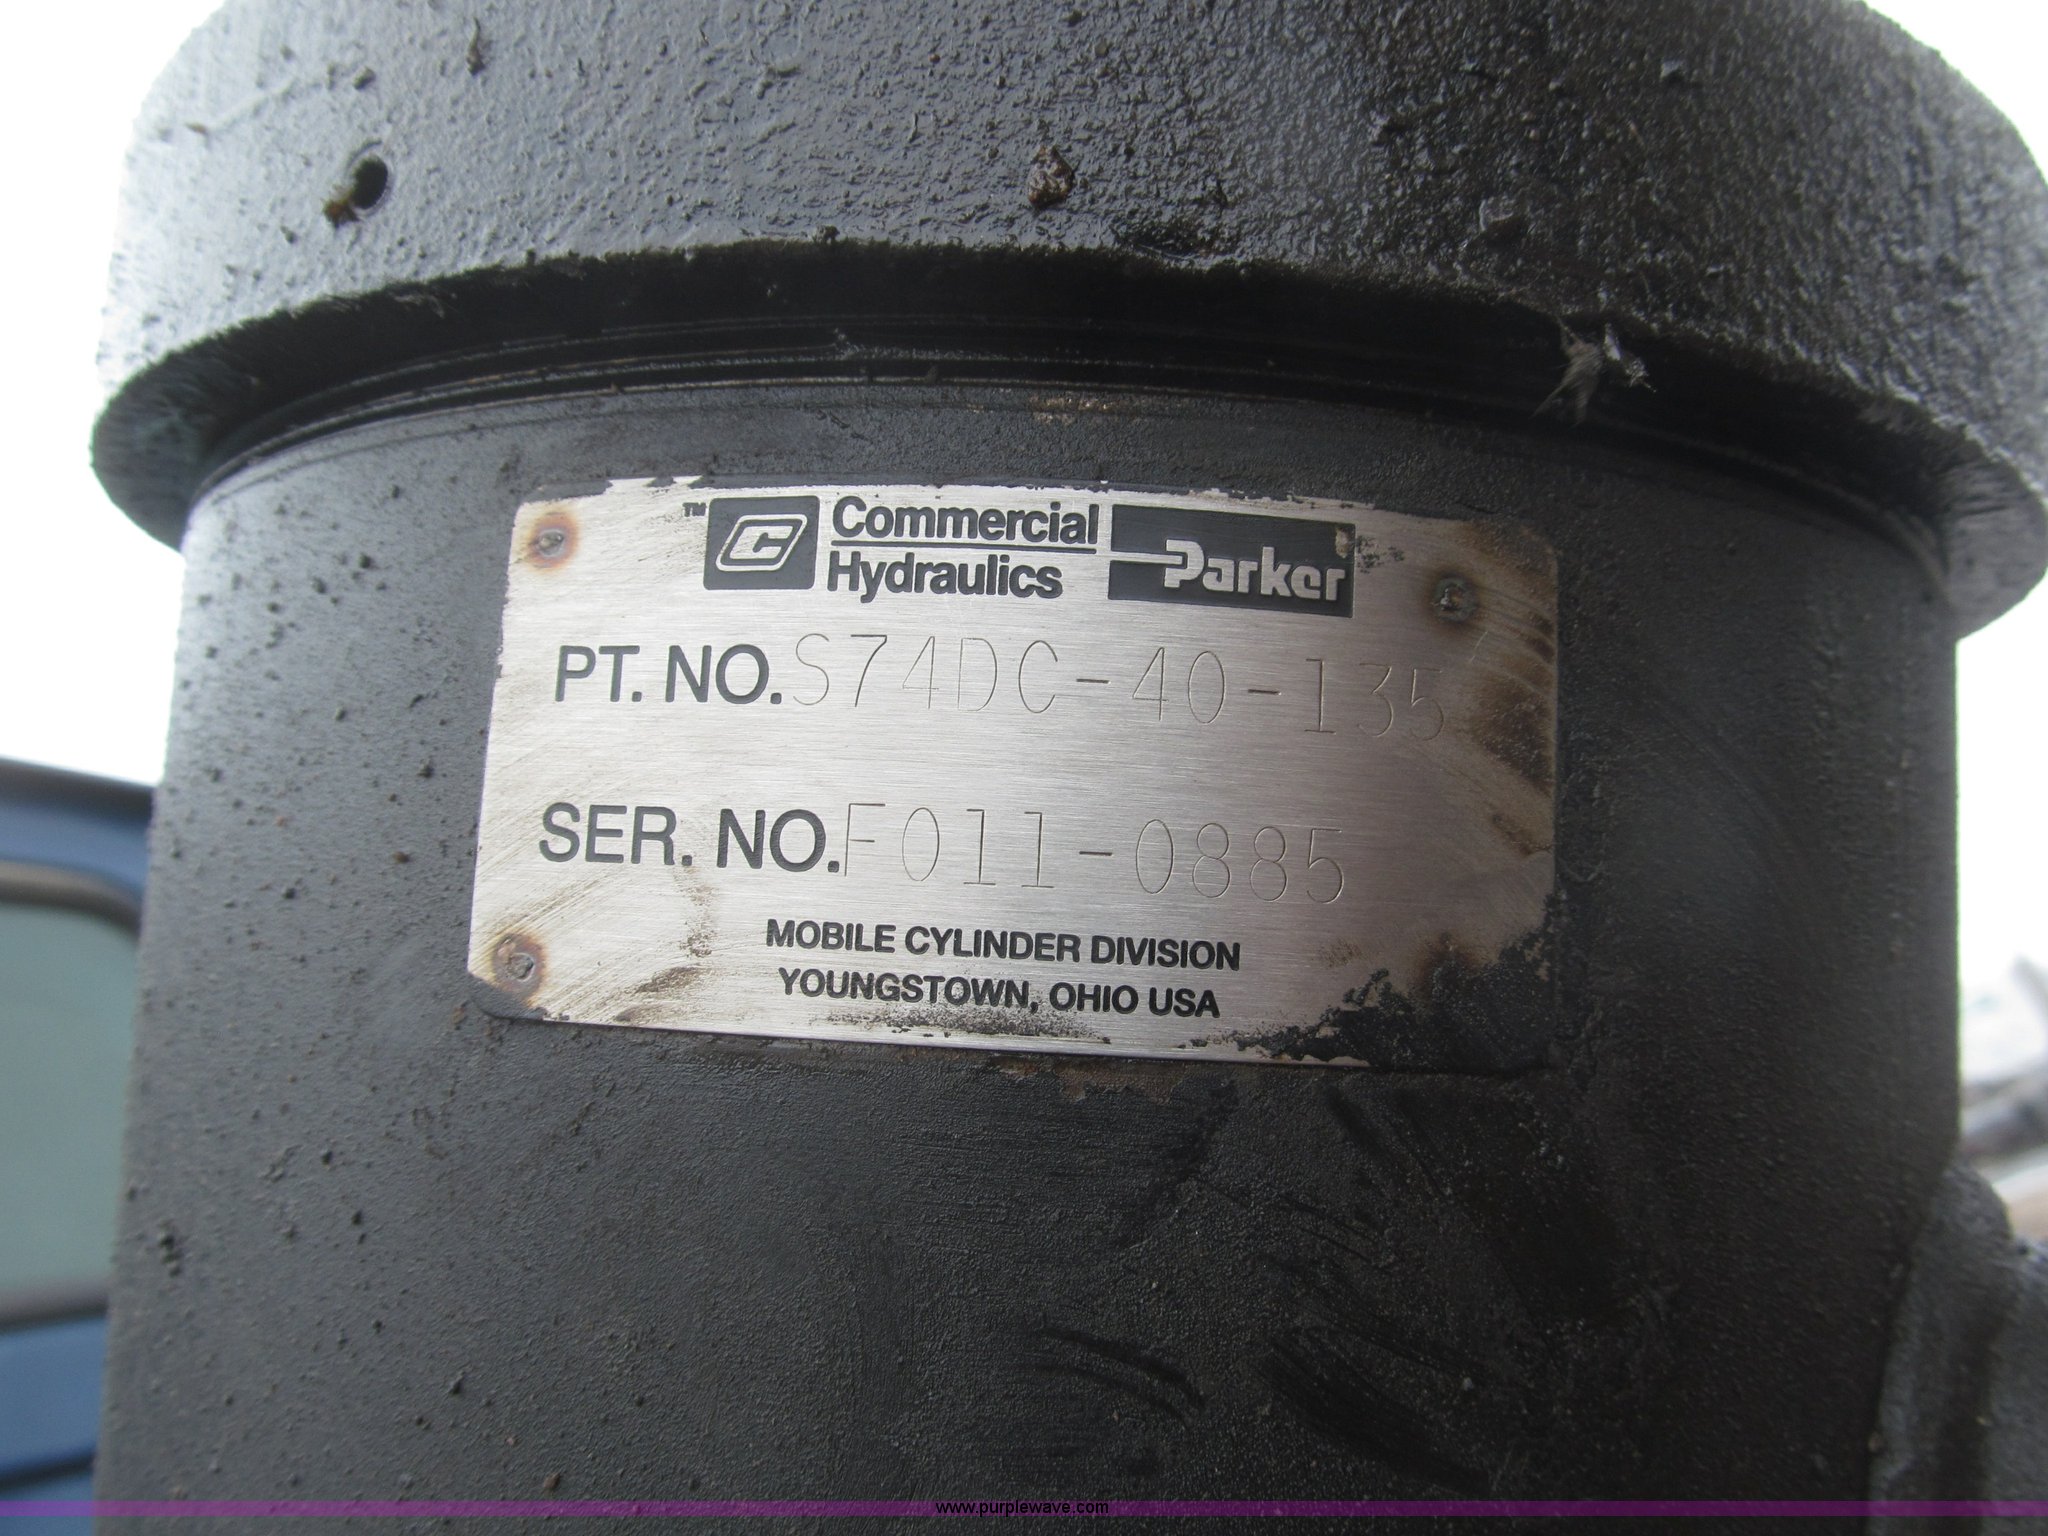 ™ C Commercial Hydraulics Parker
PT. NO. S74DC-40-135
SER. NO. F011-0885
MOBILE CYLINDER DIVISION
YOUNGSTOWN, OHIO USA
www.purplewave.com